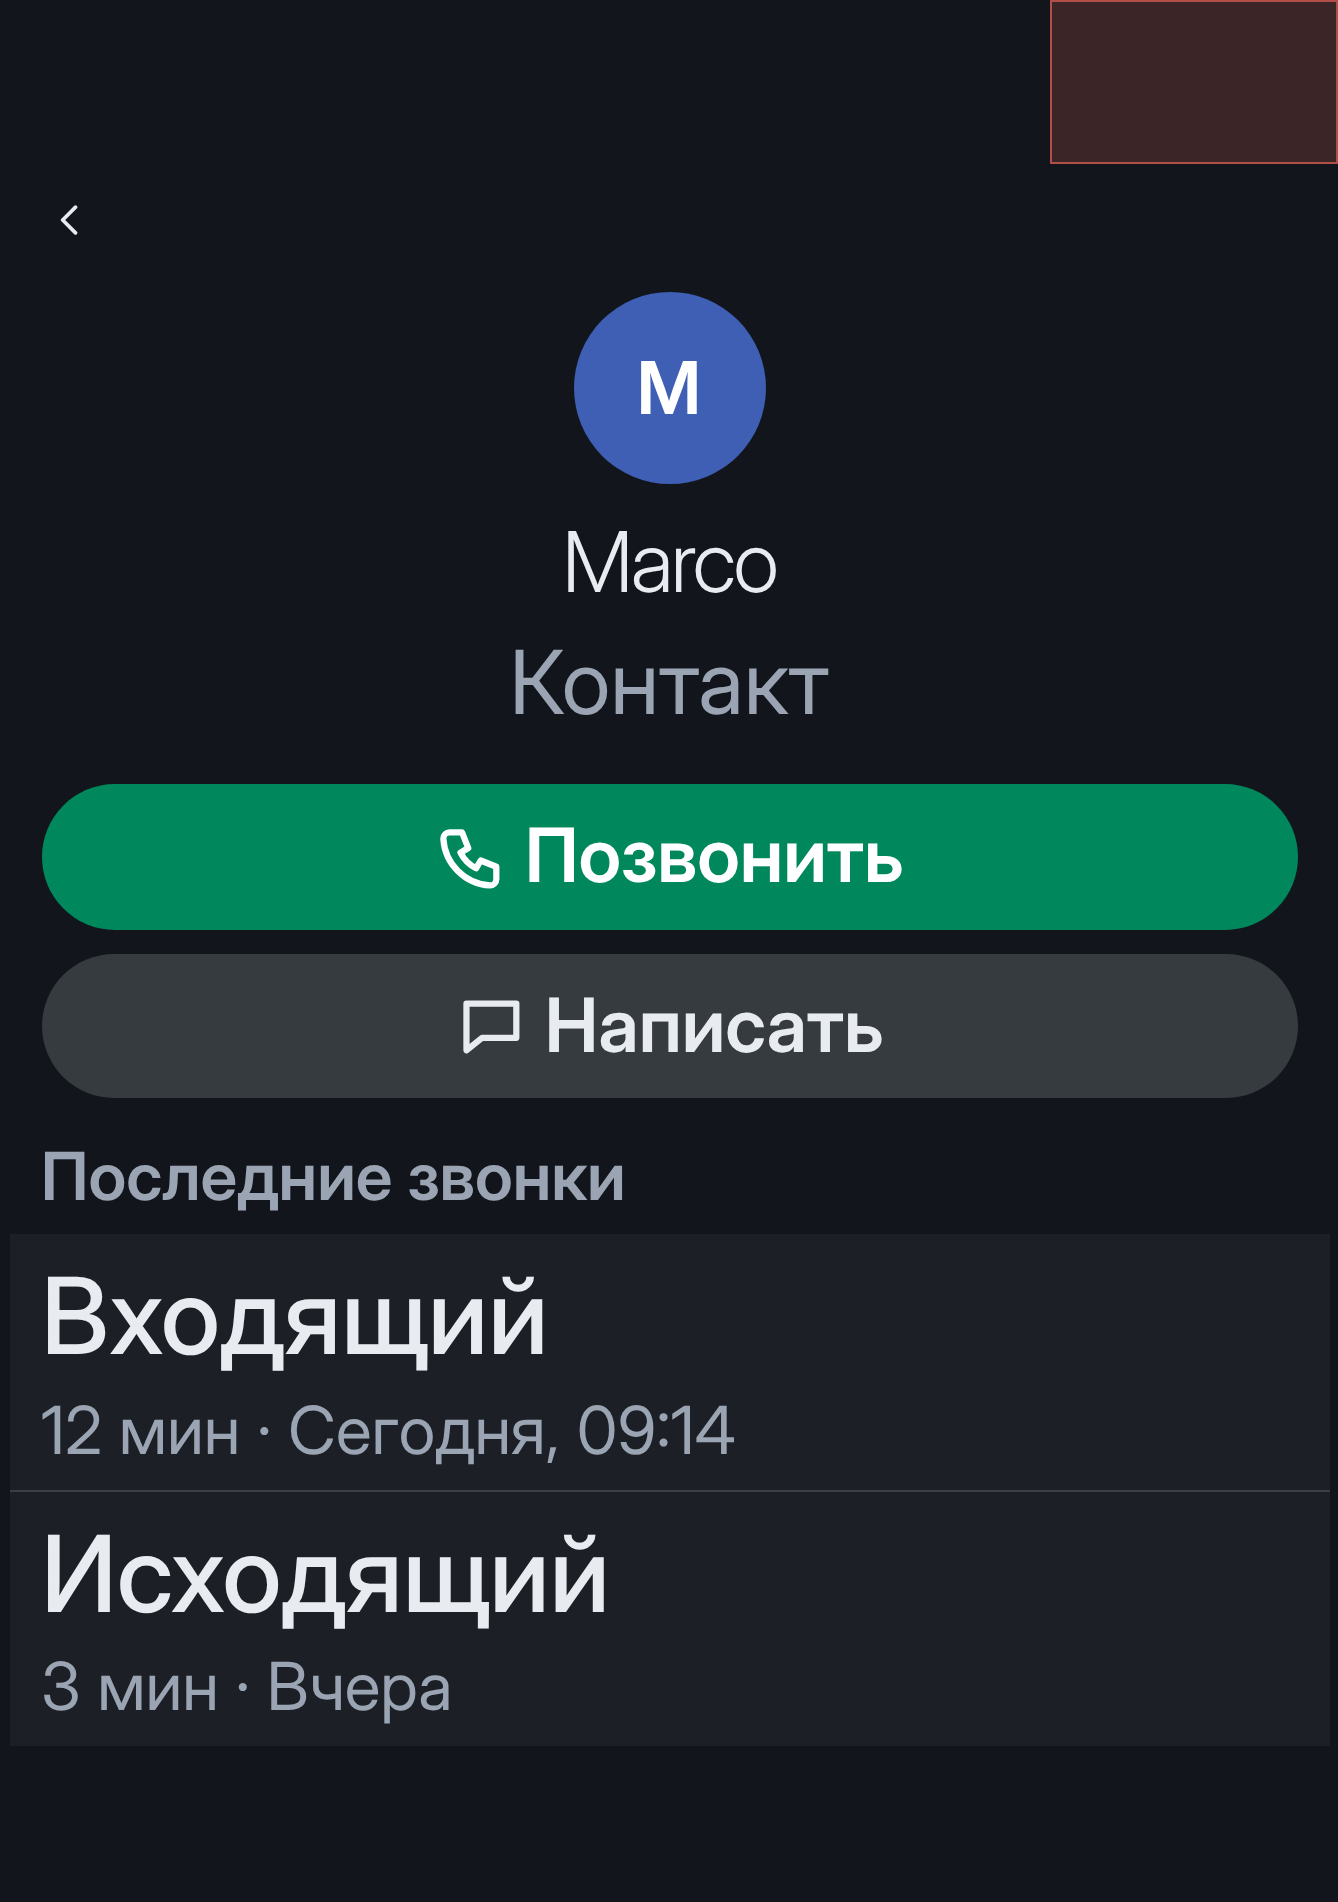 M
Marco
Контакт
Позвонить
Написать
Последние звонки
Входящий
12 мин · Сегодня, 09:14
Исходящий
3 мин · Вчера